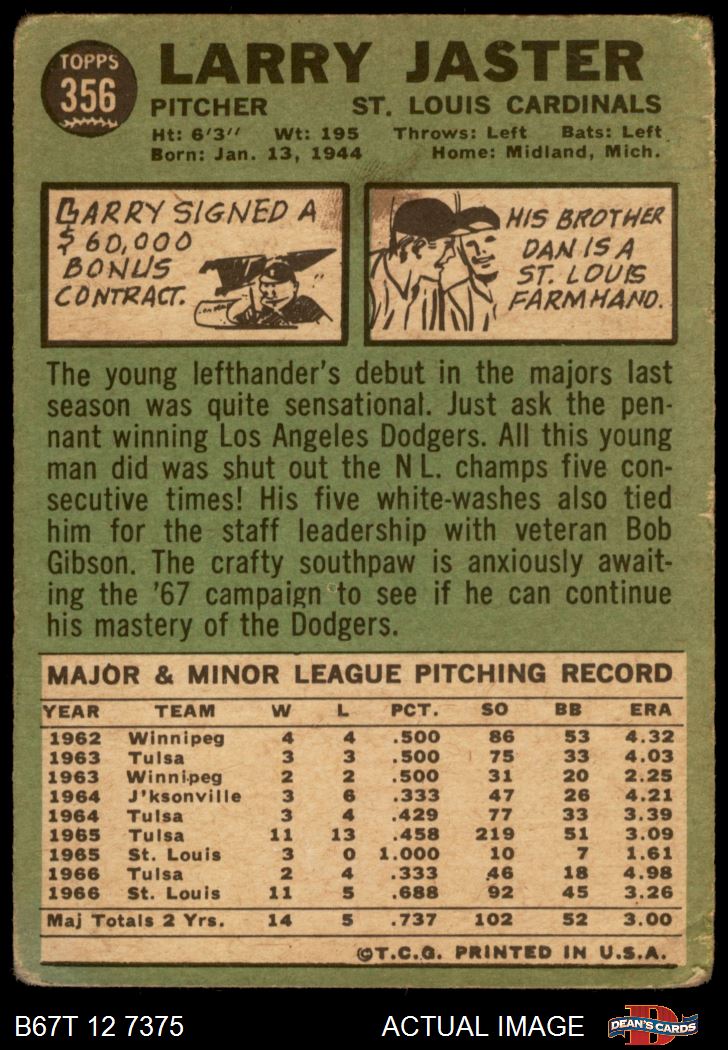 TOPPS
356
LARRY JASTER
PITCHER ST. LOUIS CARDINALS
Ht: 6'3" Wt: 195 Throws: Left Bats: Left
Born: Jan. 13, 1944 Home: Midland, Mich.
LARRY SIGNED A
$60,000
BONUS
CONTRACT.
HIS BROTHER
DAN IS A
ST. LOUIS
FARMHAND.
The young lefthander's debut in the majors last
season was quite sensational. Just ask the pen-
nant winning Los Angeles Dodgers. All this young
man did was shut out the N L. champs five con-
secutive times! His five white-washes also tied
him for the staff leadership with veteran Bob
Gibson. The crafty southpaw is anxiously await-
ing the '67 campaign to see if he can continue
his mastery of the Dodgers.
MAJOR & MINOR LEAGUE PITCHING RECORD
YEAR TEAM W L PCT. SO BB ERA
1962 Winnipeg 4 4 .500 86 53 4.32
1963 Tulsa 3 3 .500 75 33 4.03
1963 Winnipeg 2 2 .500 31 20 2.25
1964 J'ksonville 3 6 .333 47 26 4.21
1964 Tulsa 3 4 .429 77 33 3.39
1965 Tulsa 11 13 .458 219 51 3.09
1965 St. Louis 3 0 1.000 10 7 1.61
1966 Tulsa 2 4 .333 46 18 4.98
1966 St. Louis 11 5 .688 92 45 3.26
Maj Totals 2 Yrs. 14 5 .737 102 52 3.00
©T.C.G. PRINTED IN U.S.A.
B67T 12 7375 ACTUAL IMAGE
DEAN'S CARDS